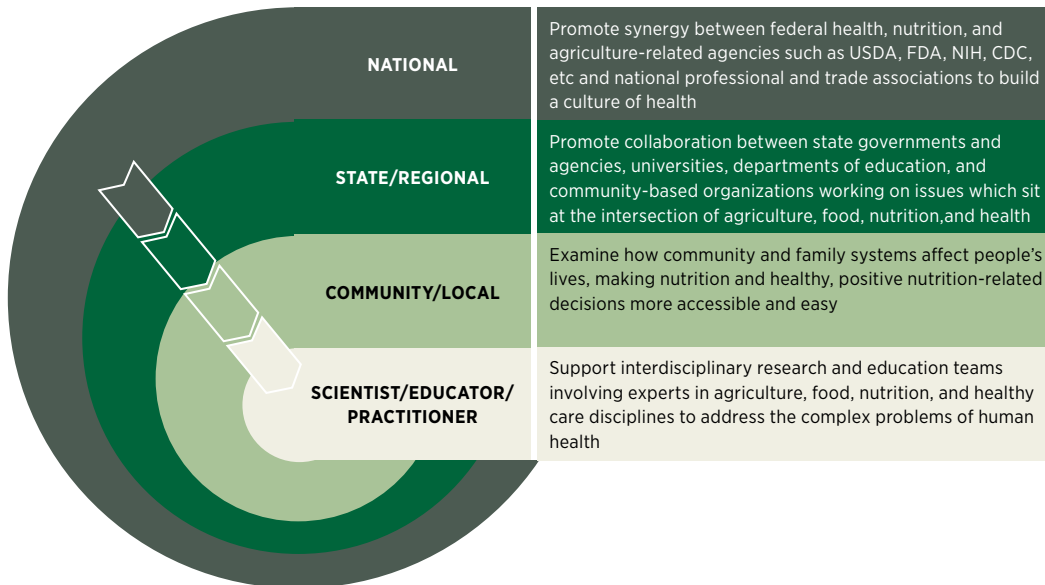 NATIONAL
Promote synergy between federal health, nutrition, and
agriculture-related agencies such as USDA, FDA, NIH, CDC,
etc and national professional and trade associations to build
a culture of health
STATE/REGIONAL
Promote collaboration between state governments and
agencies, universities, departments of education, and
community-based organizations working on issues which sit
at the intersection of agriculture, food, nutrition,and health
COMMUNITY/LOCAL
Examine how community and family systems affect people’s
lives, making nutrition and healthy, positive nutrition-related
decisions more accessible and easy
SCIENTIST/EDUCATOR/
PRACTITIONER
Support interdisciplinary research and education teams
involving experts in agriculture, food, nutrition, and healthy
care disciplines to address the complex problems of human
health